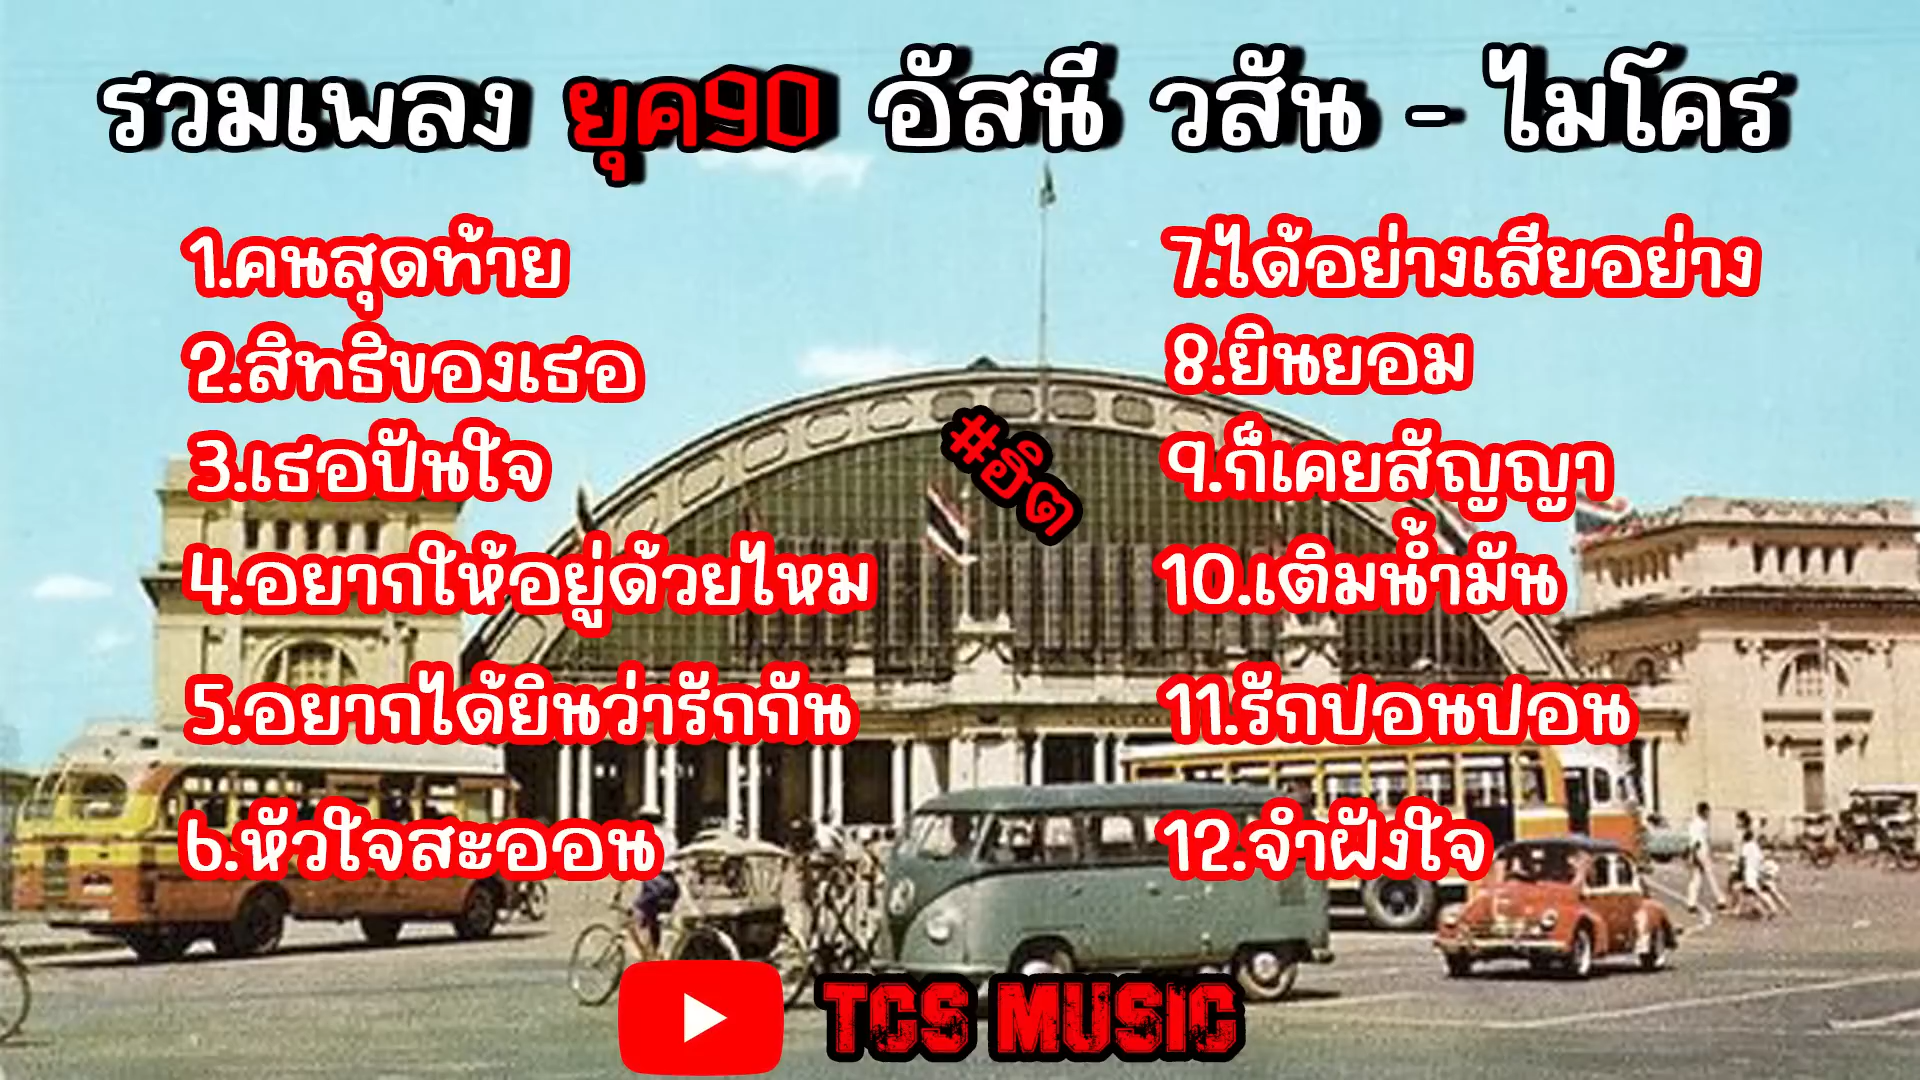 รวมเพลง ยุค90 อัสนี วสัน - ไมโคร
1.คนสุดท้าย
2.สิทธิของเธอ
3.เธอปันใจ
4.อยากให้อยู่ด้วยไหม
5.อยากได้ยินว่ารักกัน
6.หัวใจสะออน
7.ได้อย่างเสียอย่าง
8.ยินยอม
9.ก็เคยสัญญา
10.เติมน้ำมัน
11.รักปอนปอน
12.จำฝังใจ
#ฮิต
TCS MUSIC